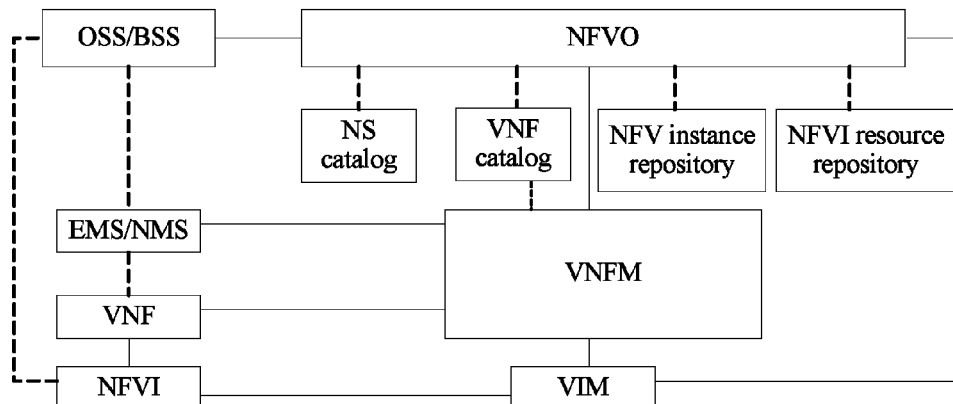 OSS/BSS
NFVO
NS
catalog
VNF
catalog
NFV instance
repository
NFVI resource
repository
EMS/NMS
VNFM
VNF
NFVI
VIM